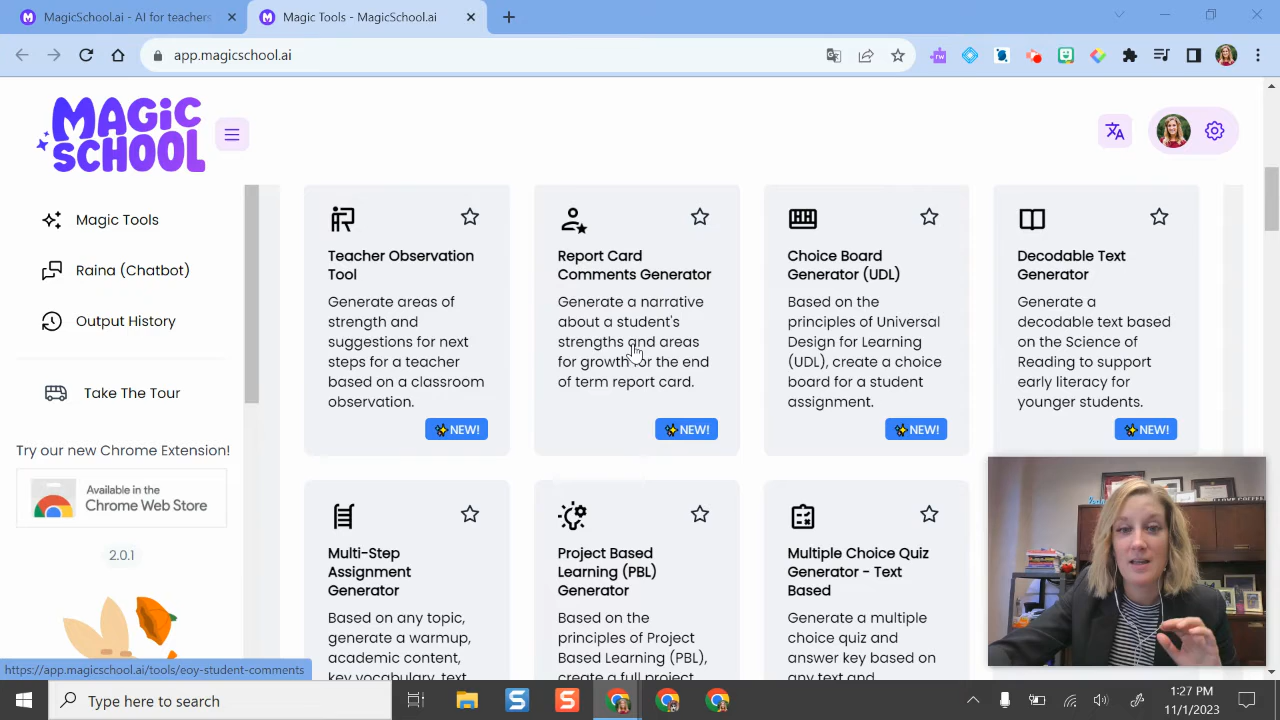 MagicSchool.ai - AI for teachers
Magic Tools - MagicSchool.ai
app.magicschool.ai
MAGiC
SCHOOL
Magic Tools
Raina (Chatbot)
Output History
Take The Tour
Try our new Chrome Extension!
Available in the
Chrome Web Store
2.0.1
https://app.magicschool.ai/tools/eoy-student-comments
Teacher Observation
Tool
Generate areas of
strength and
suggestions for next
steps for a teacher
based on a classroom
observation.
NEW!
Report Card
Comments Generator
Generate a narrative
about a student's
strengths and areas
for growth for the end
of term report card.
NEW!
Choice Board
Generator (UDL)
Based on the
principles of Universal
Design for Learning
(UDL), create a choice
board for a student
assignment.
NEW!
Decodable Text
Generator
Generate a
decodable text based
on the Science of
Reading to support
early literacy for
younger students.
NEW!
Multi-Step
Assignment
Generator
Based on any topic,
generate a warmup,
academic content,
key vocabulary, text
Project Based
Learning (PBL)
Generator
Based on the
principles of Project
Based Learning (PBL),
create a full project
Multiple Choice Quiz
Generator - Text
Based
Generate a multiple
choice quiz and
answer key based on
any text and
Type here to search
1:27 PM
11/1/2023